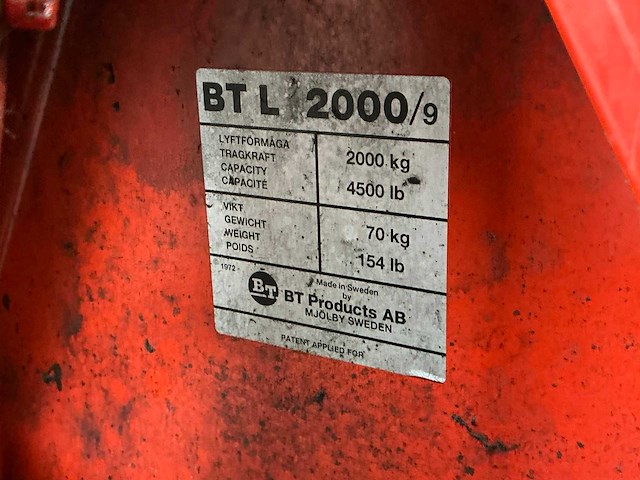 BT L 2000/9
LYFTFÖRMÅGA
TRAGKRAFT
CAPACITY
CAPACITÉ
2000 kg
4500 lb
VIKT
GEWICHT
WEIGHT
POIDS
70 kg
154 lb
1972
BT
Made in Sweden
by
BT Products AB
MJÖLBY SWEDEN
PATENT APPLIED FOR